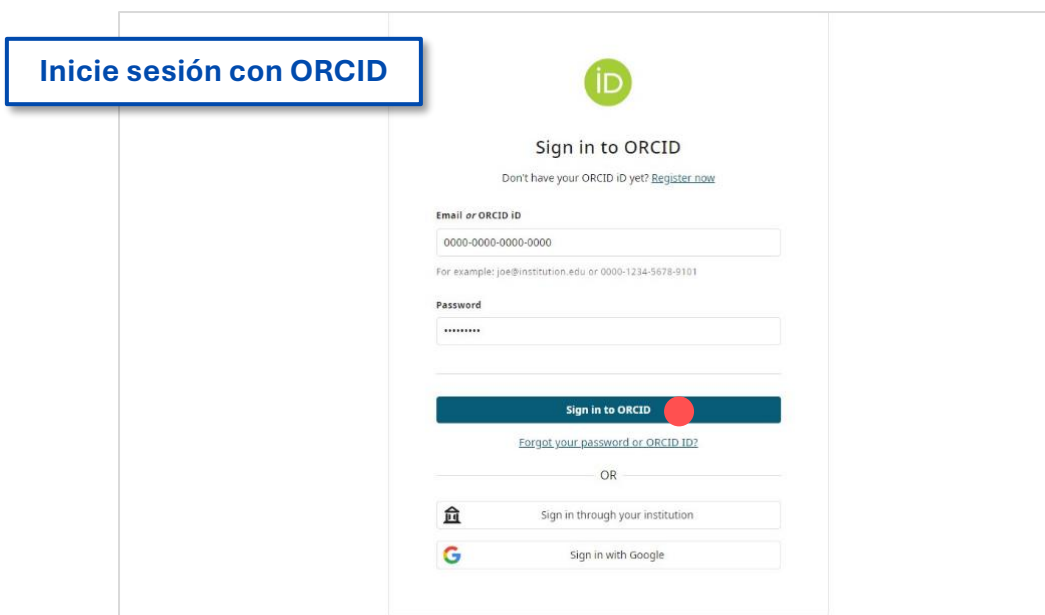 Inicie sesión con ORCID
iD
Sign in to ORCID
Don't have your ORCID iD yet? Register now
Email or ORCID iD
0000-0000-0000-0000
For example: joe@institution.edu or 0000-1234-5678-9101
Password
•••••••••
Sign in to ORCID
Forgot your password or ORCID ID?
OR
Sign in through your institution
G
Sign in with Google